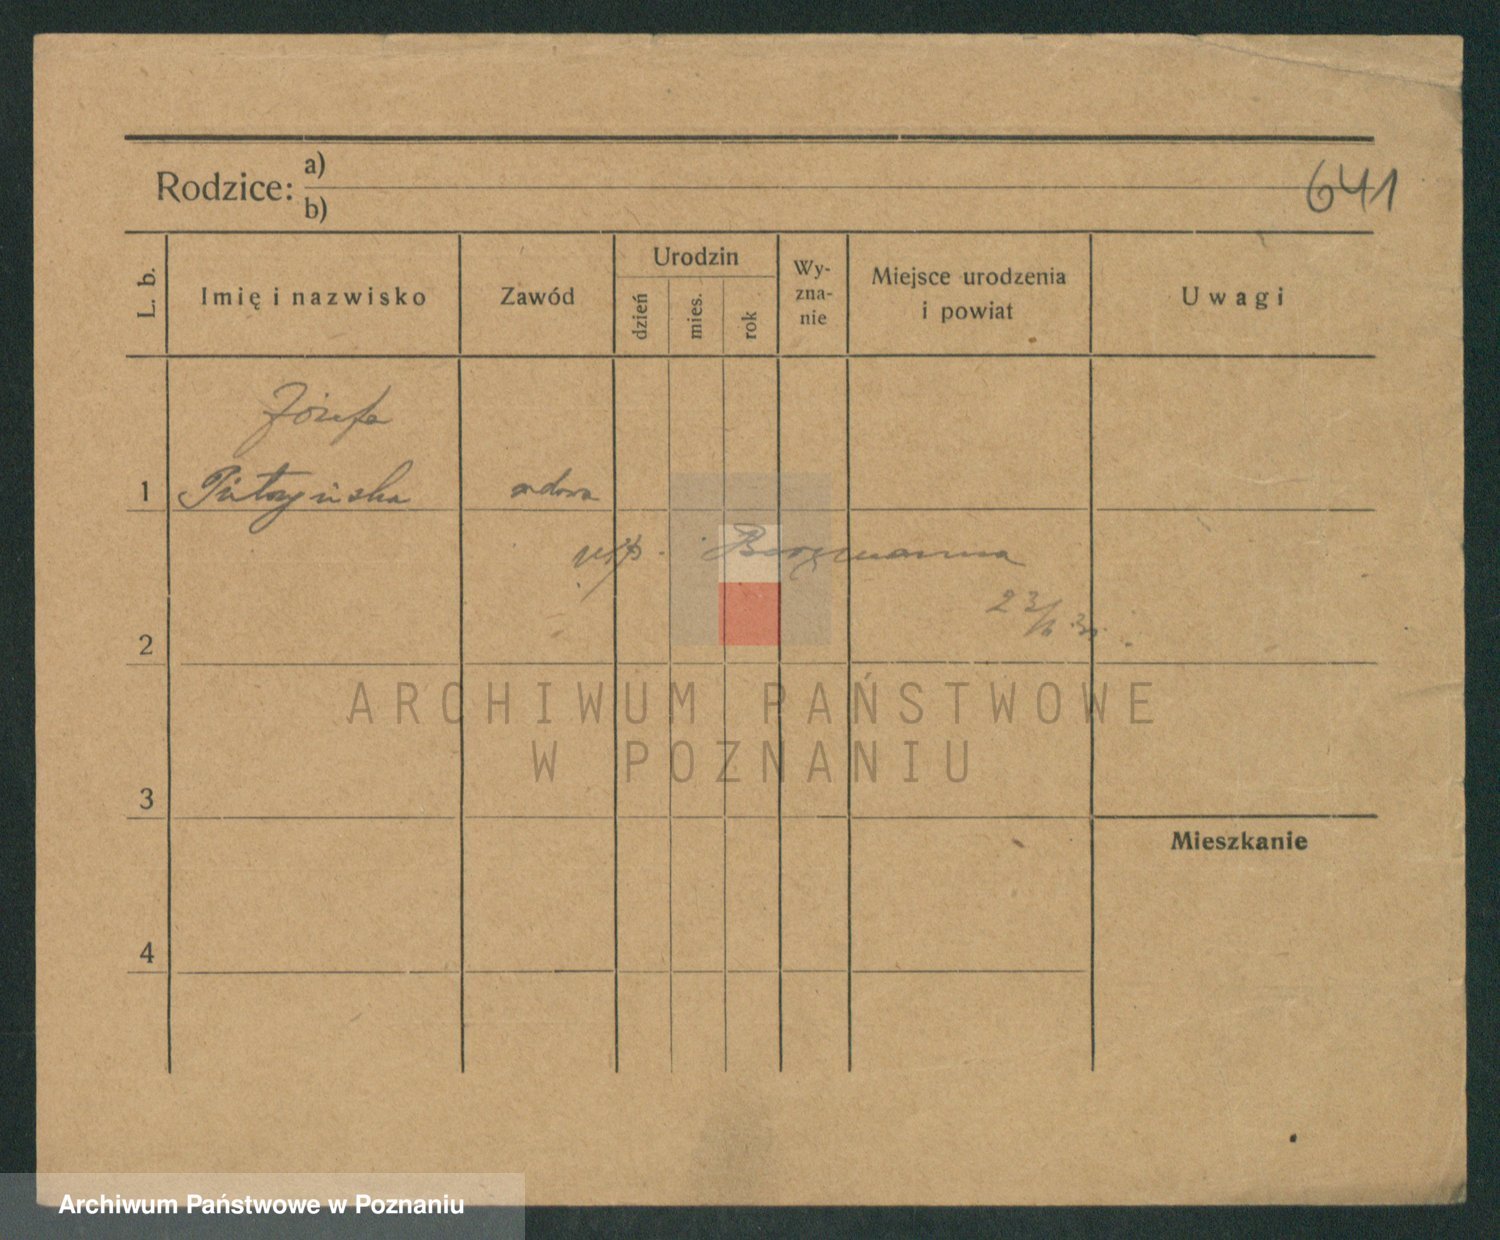 Rodzice: a)
b)
641
L. b.
Imię i nazwisko
Zawód
Urodzin
dzień
mies.
rok
Wy-
zna-
nie
Miejsce urodzenia
i powiat
Uwagi
Józefa
1
wdowa
2
ARCHIWUM PAŃSTWOWE
W POZNANIU
3
Mieszkanie
4
Archiwum Państwowe w Poznaniu